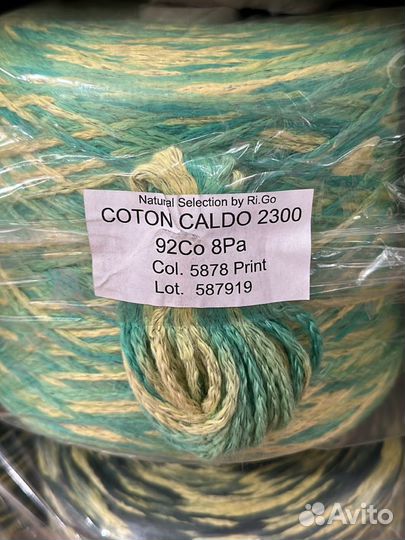 Natural Selection by Ri.Go
COTON CALDO 2300
92Co 8Pa
Col. 5878 Print
Lot. 587919
Avito